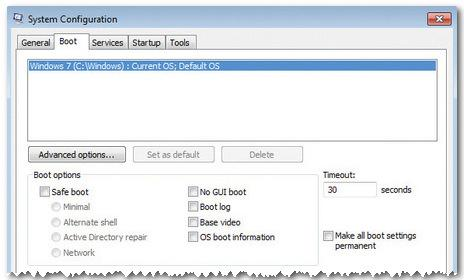 System Configuration
General Boot Services Startup Tools
Windows 7 (C:\Windows) : Current OS; Default OS
Advanced options... Set as default Delete
Boot options
Timeout:
Safe boot No GUI boot 30 seconds
Minimal Boot log
Alternate shell Base video
Active Directory repair OS boot information Make all boot settings
permanent
Network